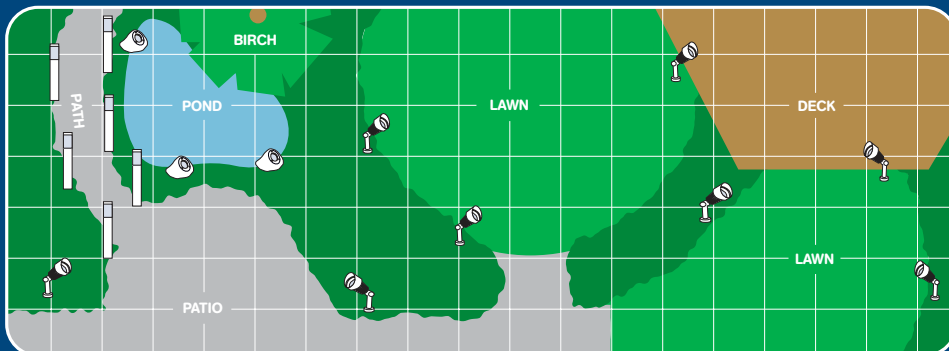 BIRCH
PATH
POND
LAWN
DECK
LAWN
PATIO